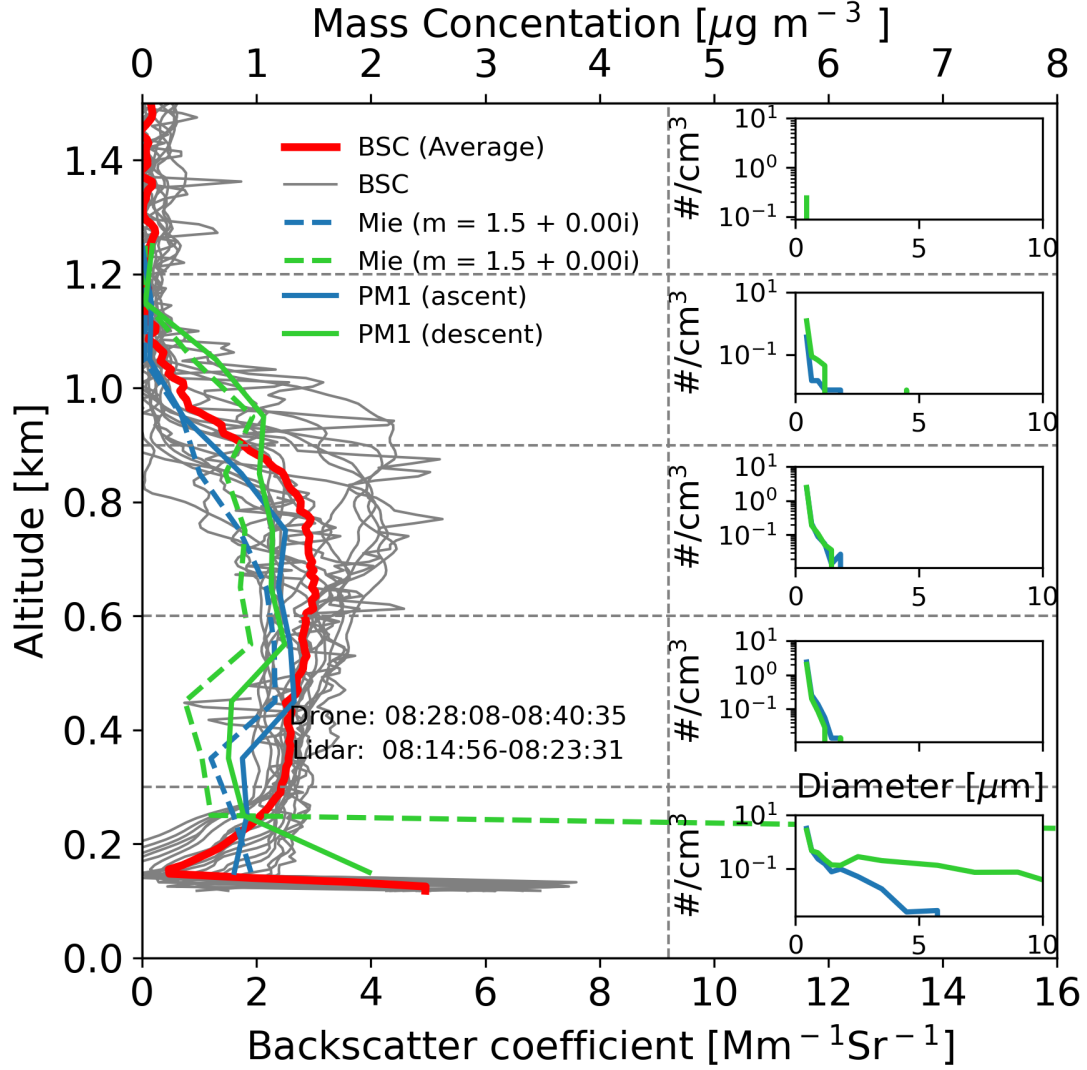 Mass Concentation [μg m⁻³ ]
0 1 2 3 4 5 6 7 8
Altitude [km]
1.4
1.2
1.0
0.8
0.6
0.4
0.2
0.0
BSC (Average)
BSC
Mie (m = 1.5 + 0.00i)
Mie (m = 1.5 + 0.00i)
PM1 (ascent)
PM1 (descent)
Drone: 08:28:08-08:40:35
Lidar:  08:14:56-08:23:31
#/cm³
10¹
10⁰
10⁻¹
0 5 10
#/cm³
10¹
10⁻¹
0 5 10
#/cm³
10¹
10⁰
10⁻¹
0 5 10
#/cm³
10¹
10⁰
10⁻¹
Diameter [μm]
#/cm³
10¹
10⁻¹
0 5 10
0 2 4 6 8 10 12 14 16
Backscatter coefficient [Mm⁻¹Sr⁻¹]